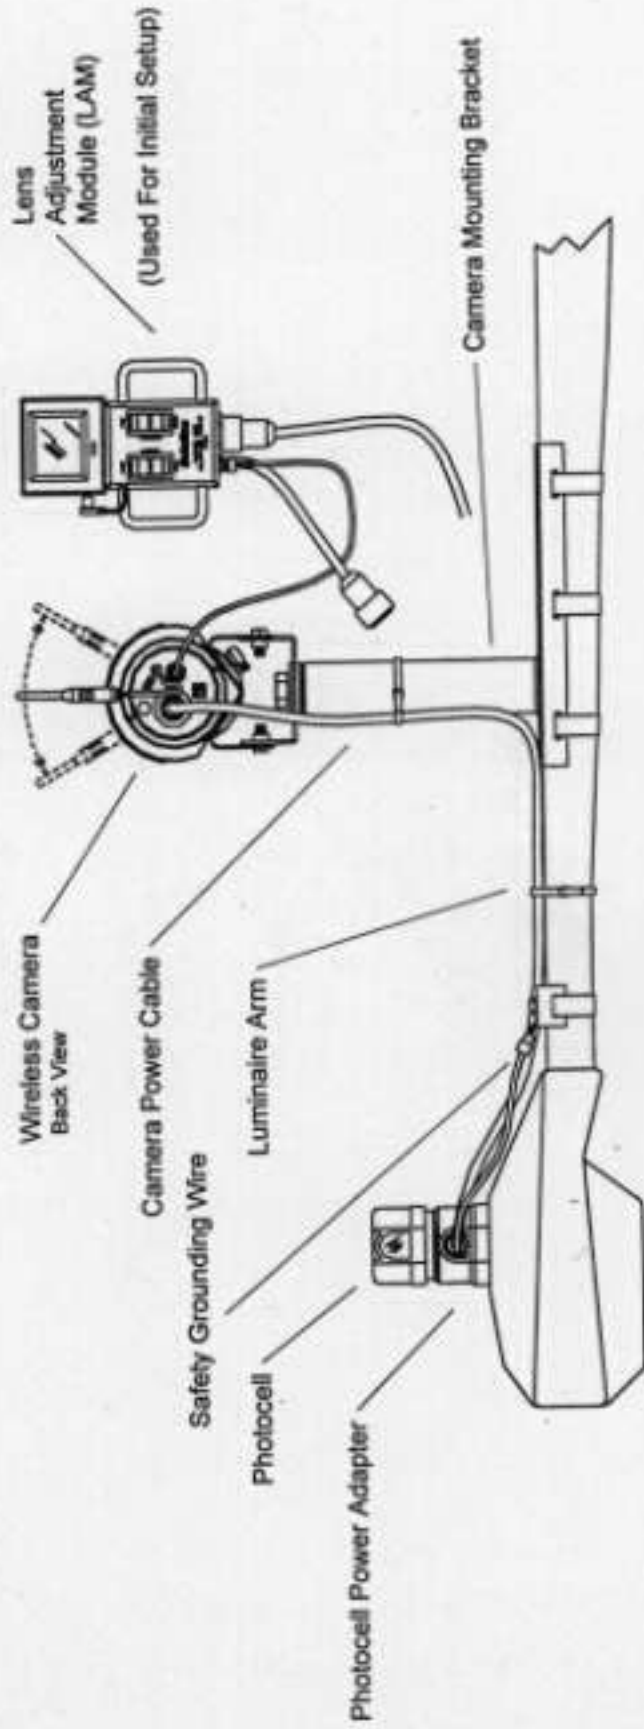 Lens
Adjustment
Module (LAM)
(Used For Initial Setup)
Wireless Camera
Back View
Camera Mounting Bracket
Camera Power Cable
Luminaire Arm
Safety Grounding Wire
Photocell
Photocell Power Adapter